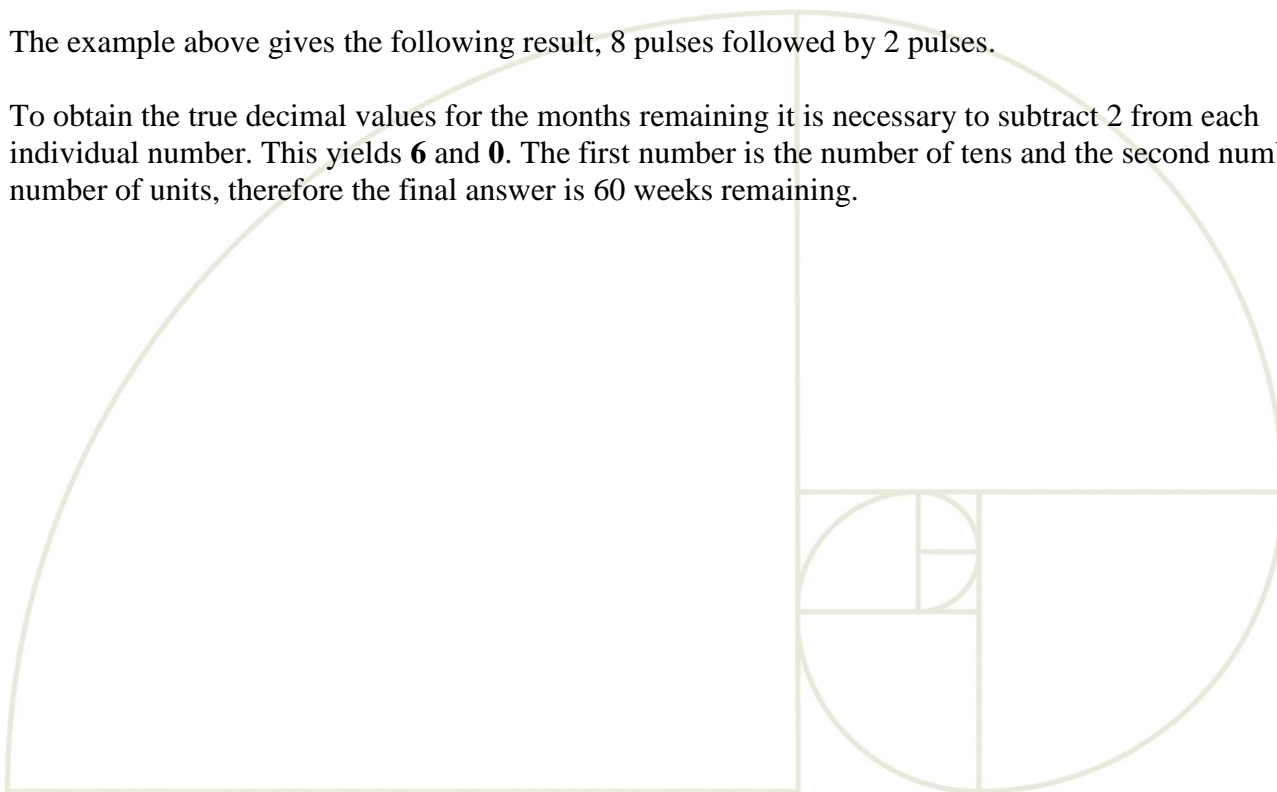 The example above gives the following result, 8 pulses followed by 2 pulses.
To obtain the true decimal values for the months remaining it is necessary to subtract 2 from each
individual number. This yields 6 and 0. The first number is the number of tens and the second
number of units, therefore the final answer is 60 weeks remaining.